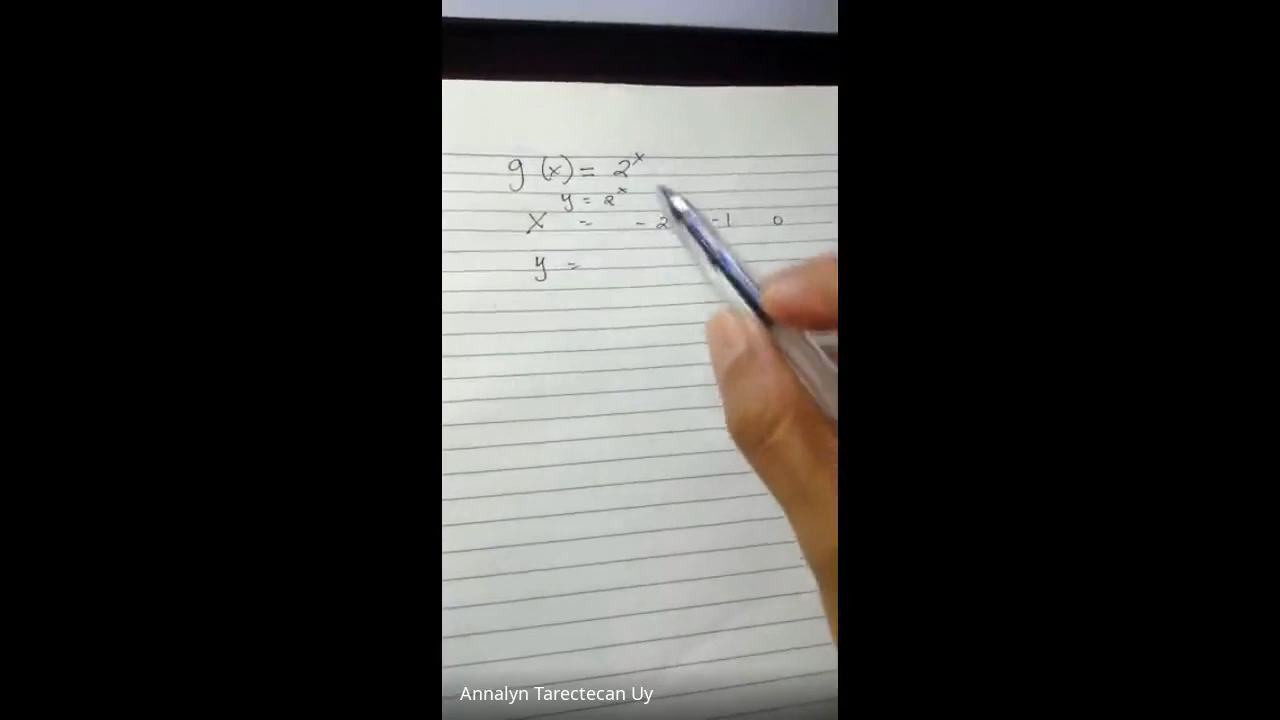 g (x) = 2^x
y = 2^x
x = -2 -1 0
y =
Annalyn Tarectecan Uy